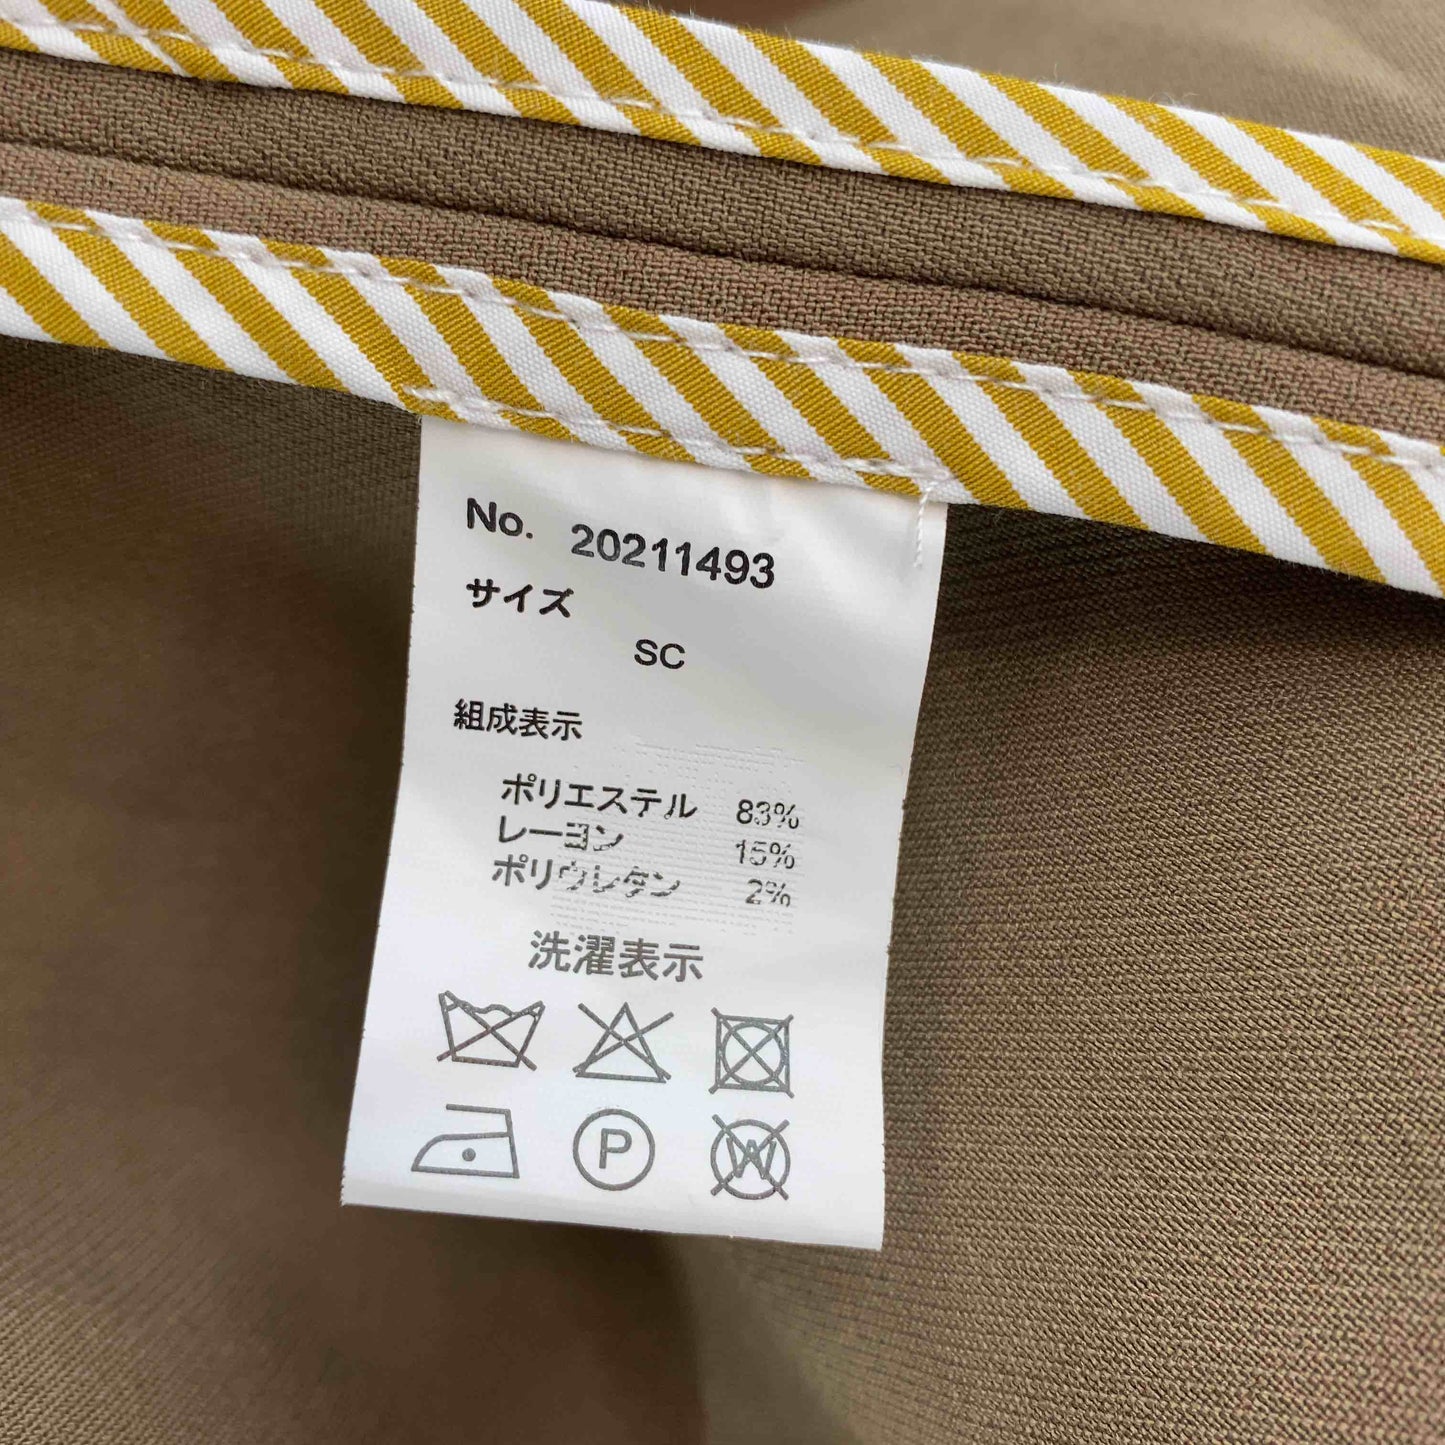 No. 20211493
サイズ
SC
組成表示
ポリエステル 83%
レーヨン 15%
ポリウレタン 2%
洗濯表示
P W